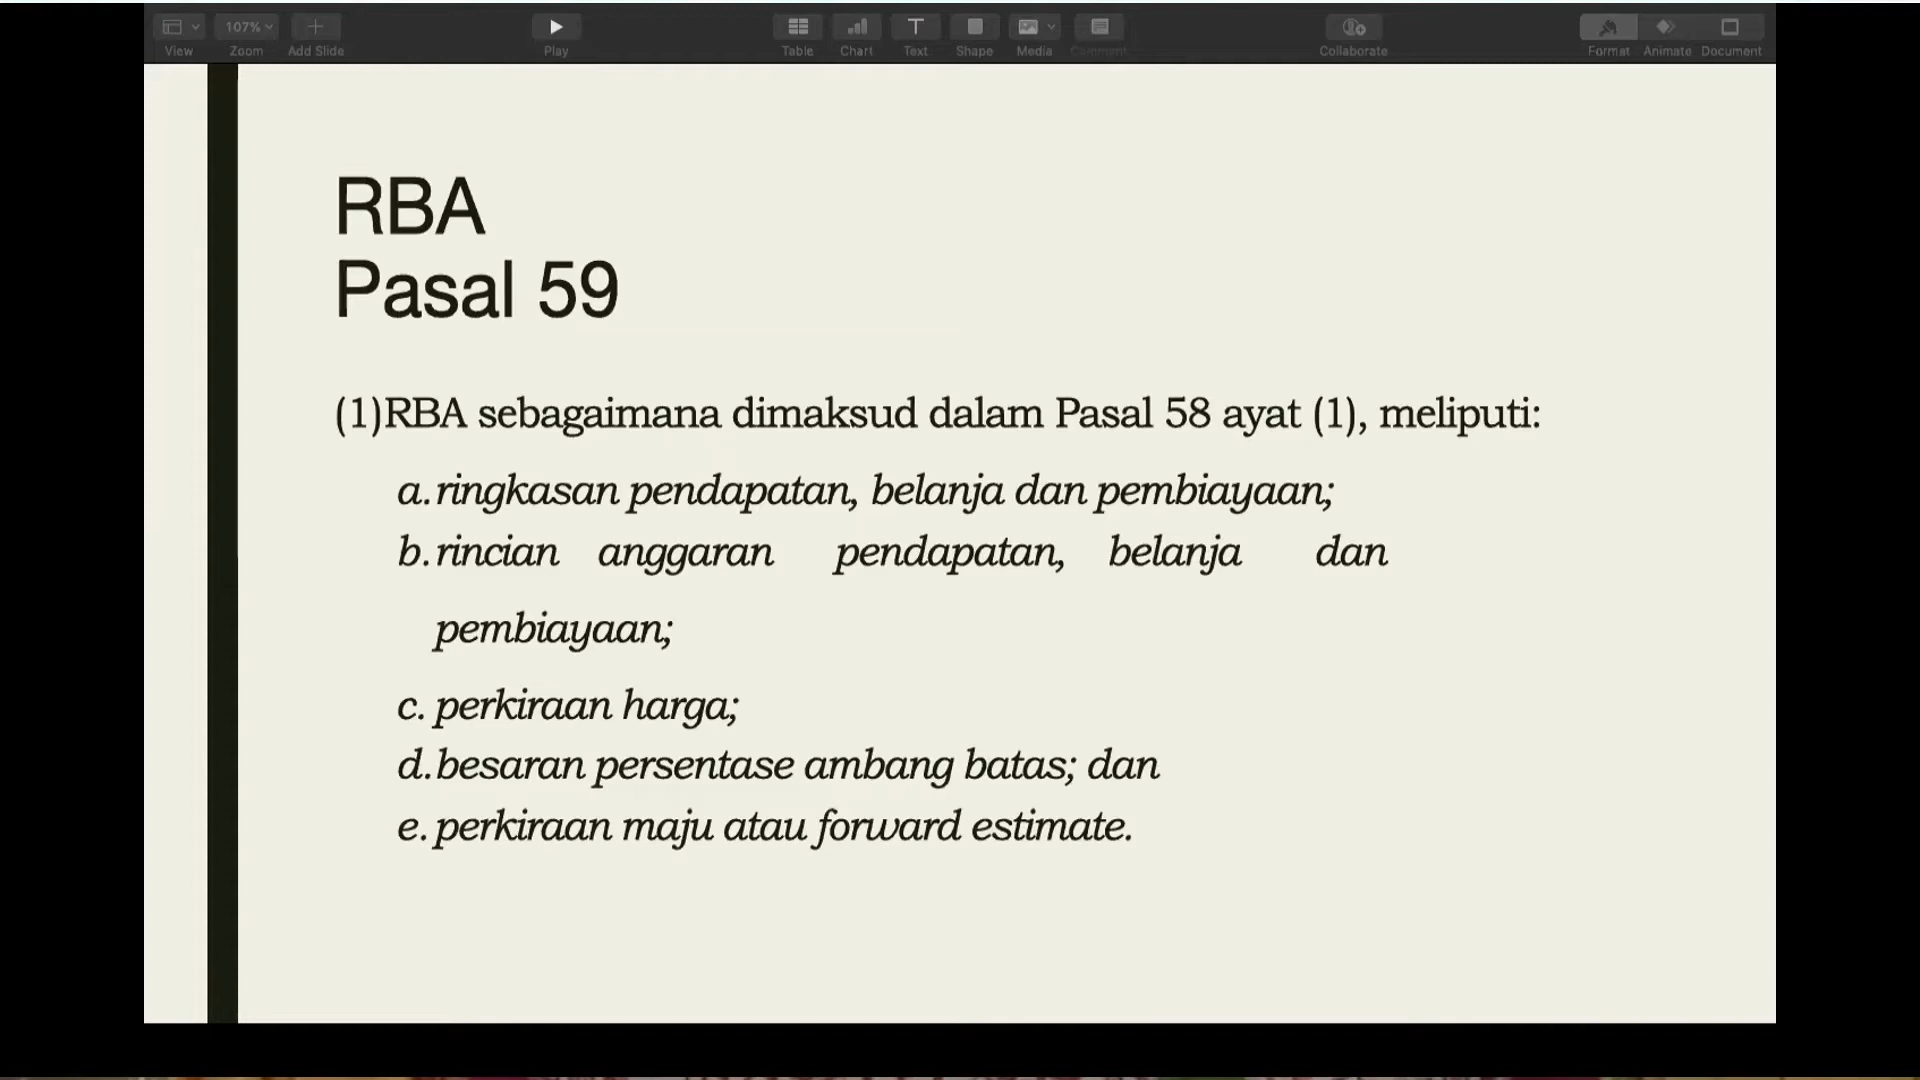 107%
View
Zoom
Add Slide
Play
Table
Chart
Text
Shape
Media
Comment
Collaborate
Format
Animate
Document
RBA
Pasal 59
(1)RBA sebagaimana dimaksud dalam Pasal 58 ayat (1), meliputi:
a. ringkasan pendapatan, belanja dan pembiayaan;
b. rincian anggaran pendapatan, belanja dan
pembiayaan;
c. perkiraan harga;
d. besaran persentase ambang batas; dan
e. perkiraan maju atau forward estimate.